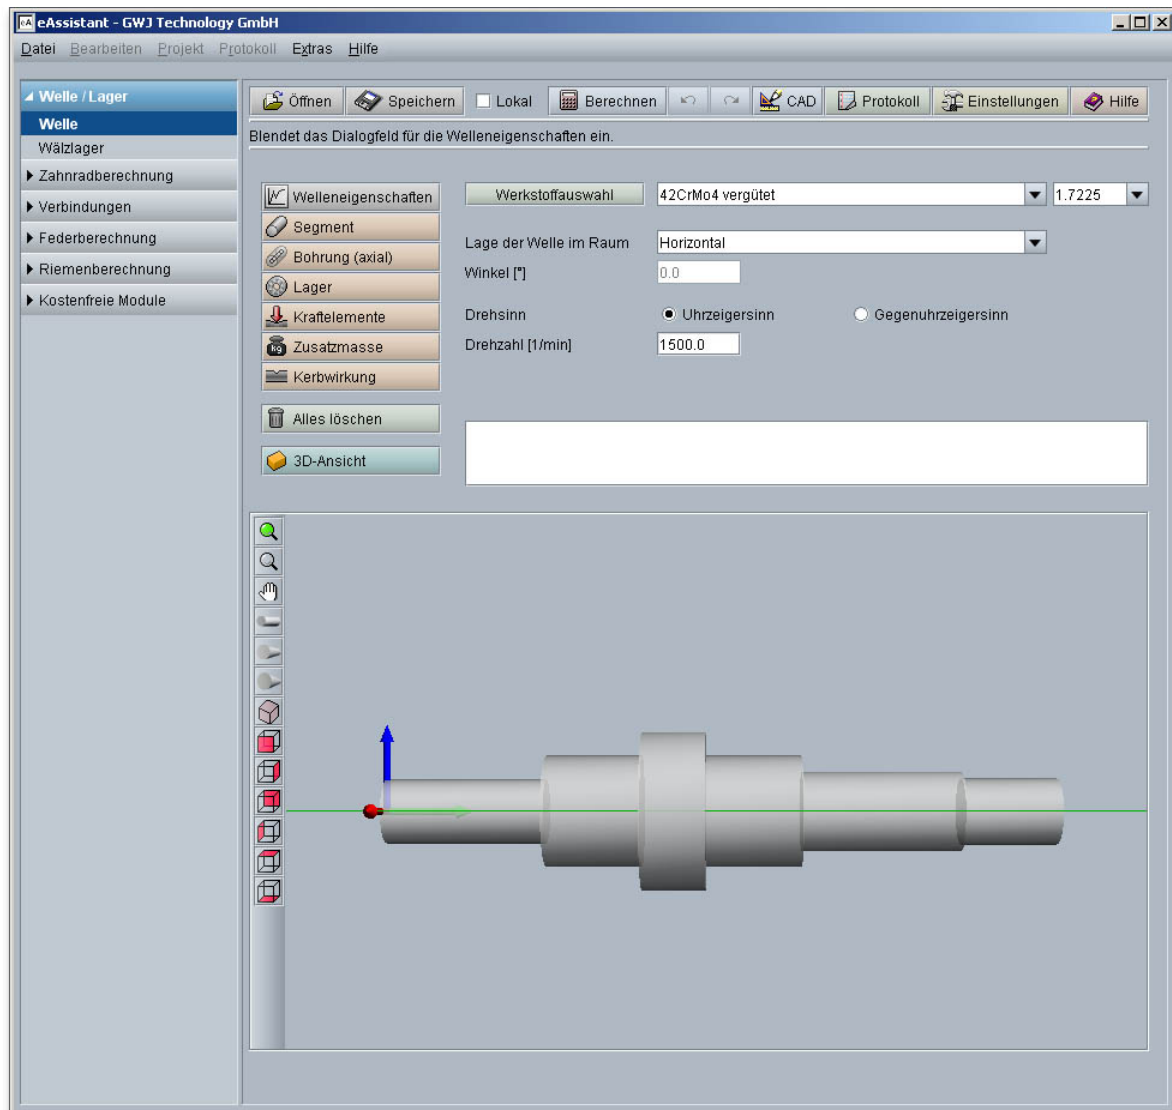 eAssistant - GWJ Technology GmbH
Datei Bearbeiten Projekt Protokoll Extras Hilfe
Welle / Lager
Welle
Wälzlager
Zahnradberechnung
Verbindungen
Federberechnung
Riemenberechnung
Kostenfreie Module
Öffnen Speichern Lokal Berechnen CAD Protokoll Einstellungen Hilfe
Blendet das Dialogfeld für die Welleneigenschaften ein.
Welleneigenschaften
Segment
Bohrung (axial)
Lager
Kraftelemente
Zusatzmasse
Kerbwirkung
Alles löschen
3D-Ansicht
Werkstoffauswahl 42CrMo4 vergütet 1.7225
Lage der Welle im Raum Horizontal
Winkel [°] 0.0
Drehsinn Uhrzeigersinn Gegenuhrzeigersinn
Drehzahl [1/min] 1500.0